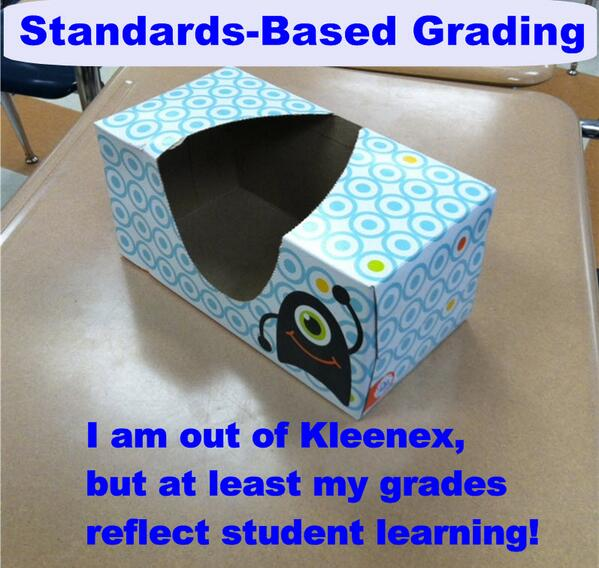 Standards-Based Grading
I am out of Kleenex,
but at least my grades
reflect student learning!